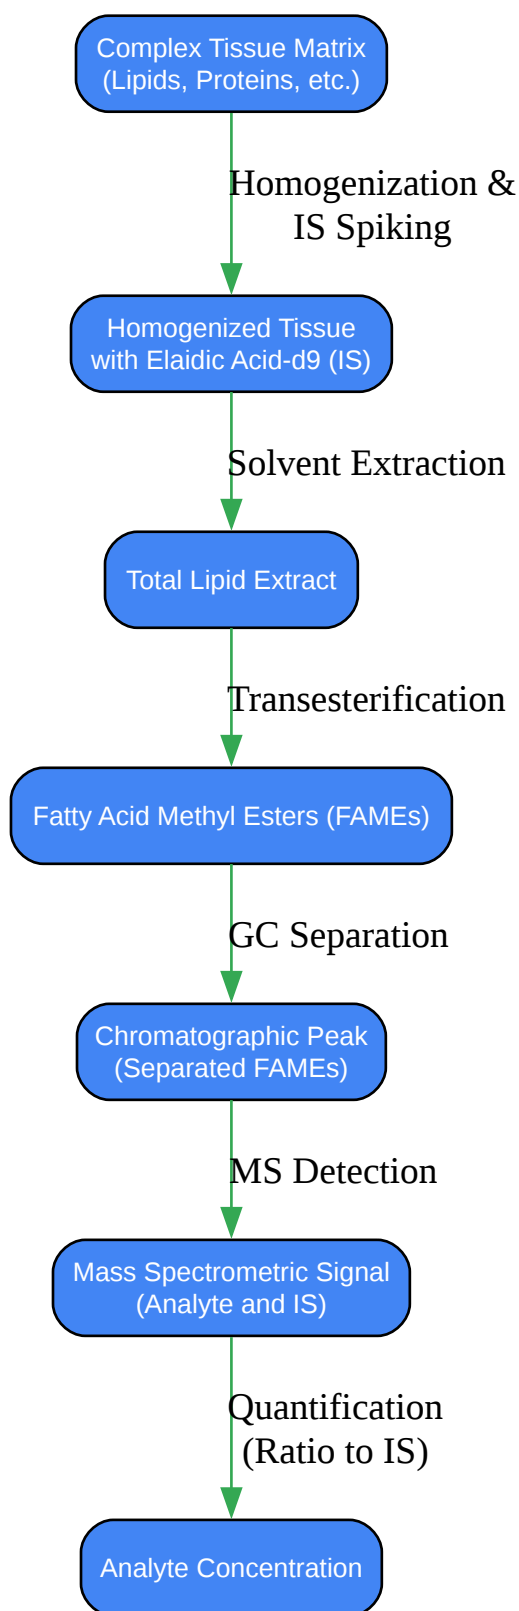 Complex Tissue Matrix
(Lipids, Proteins, etc.)
Homogenization &
IS Spiking
Homogenized Tissue
with Elaidic Acid-d9 (IS)
Solvent Extraction
Total Lipid Extract
Transesterification
Fatty Acid Methyl Esters (FAMEs)
GC Separation
Chromatographic Peak
(Separated FAMEs)
MS Detection
Mass Spectrometric Signal
(Analyte and IS)
Quantification
(Ratio to IS)
Analyte Concentration